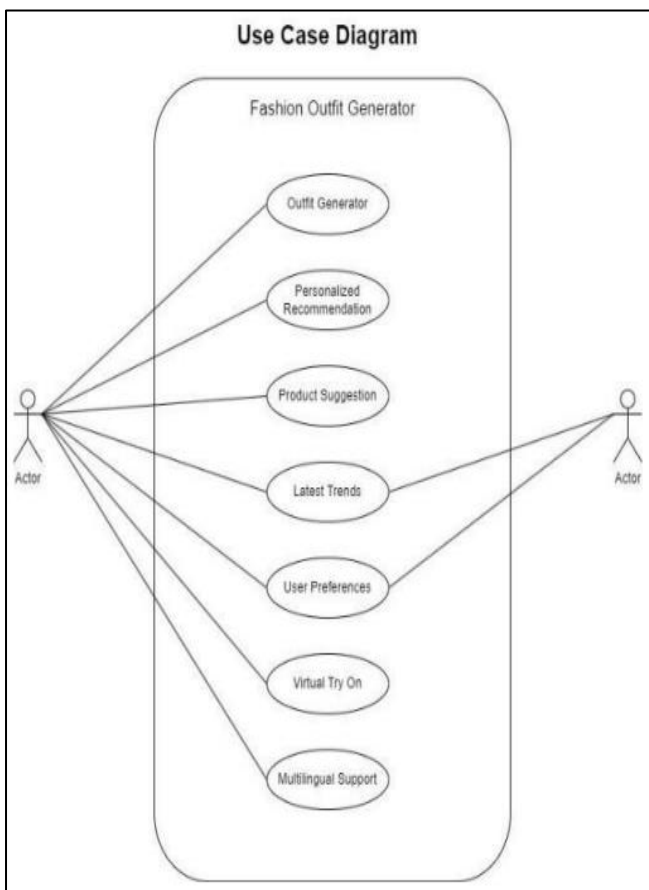 Use Case Diagram
Fashion Outfit Generator
Outfit Generator
Personalized
Recommendation
Product Suggestion
Latest Trends
User Preferences
Virtual Try On
Multilingual Support
Actor
Actor